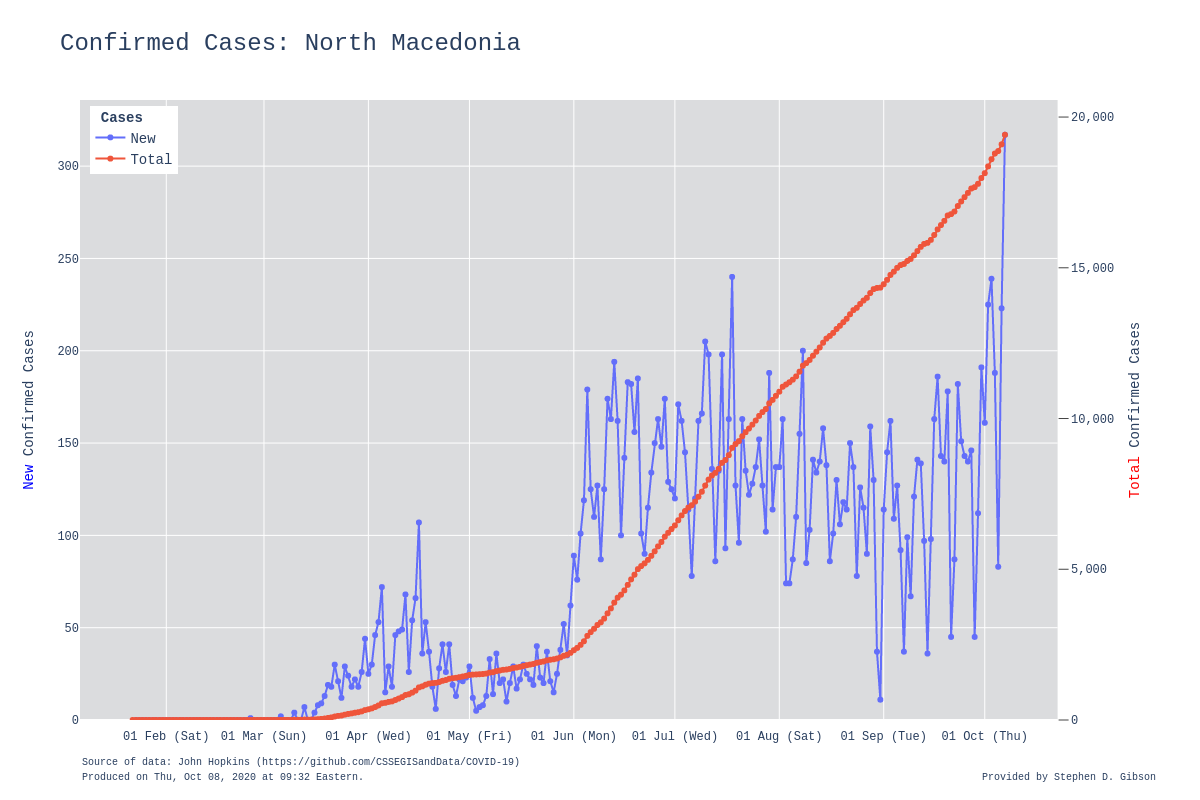 Confirmed Cases: North Macedonia
Cases
New
Total
300
250
200
150
100
50
0
20,000
15,000
10,000
5,000
0
New Confirmed Cases
Total Confirmed Cases
01 Feb (Sat) 01 Mar (Sun) 01 Apr (Wed) 01 May (Fri) 01 Jun (Mon) 01 Jul (Wed) 01 Aug (Sat) 01 Sep (Tue) 01 Oct (Thu)
Source of data: John Hopkins (https://github.com/CSSEGISandData/COVID-19)
Produced on Thu, Oct 08, 2020 at 09:32 Eastern.
Provided by Stephen D. Gibson